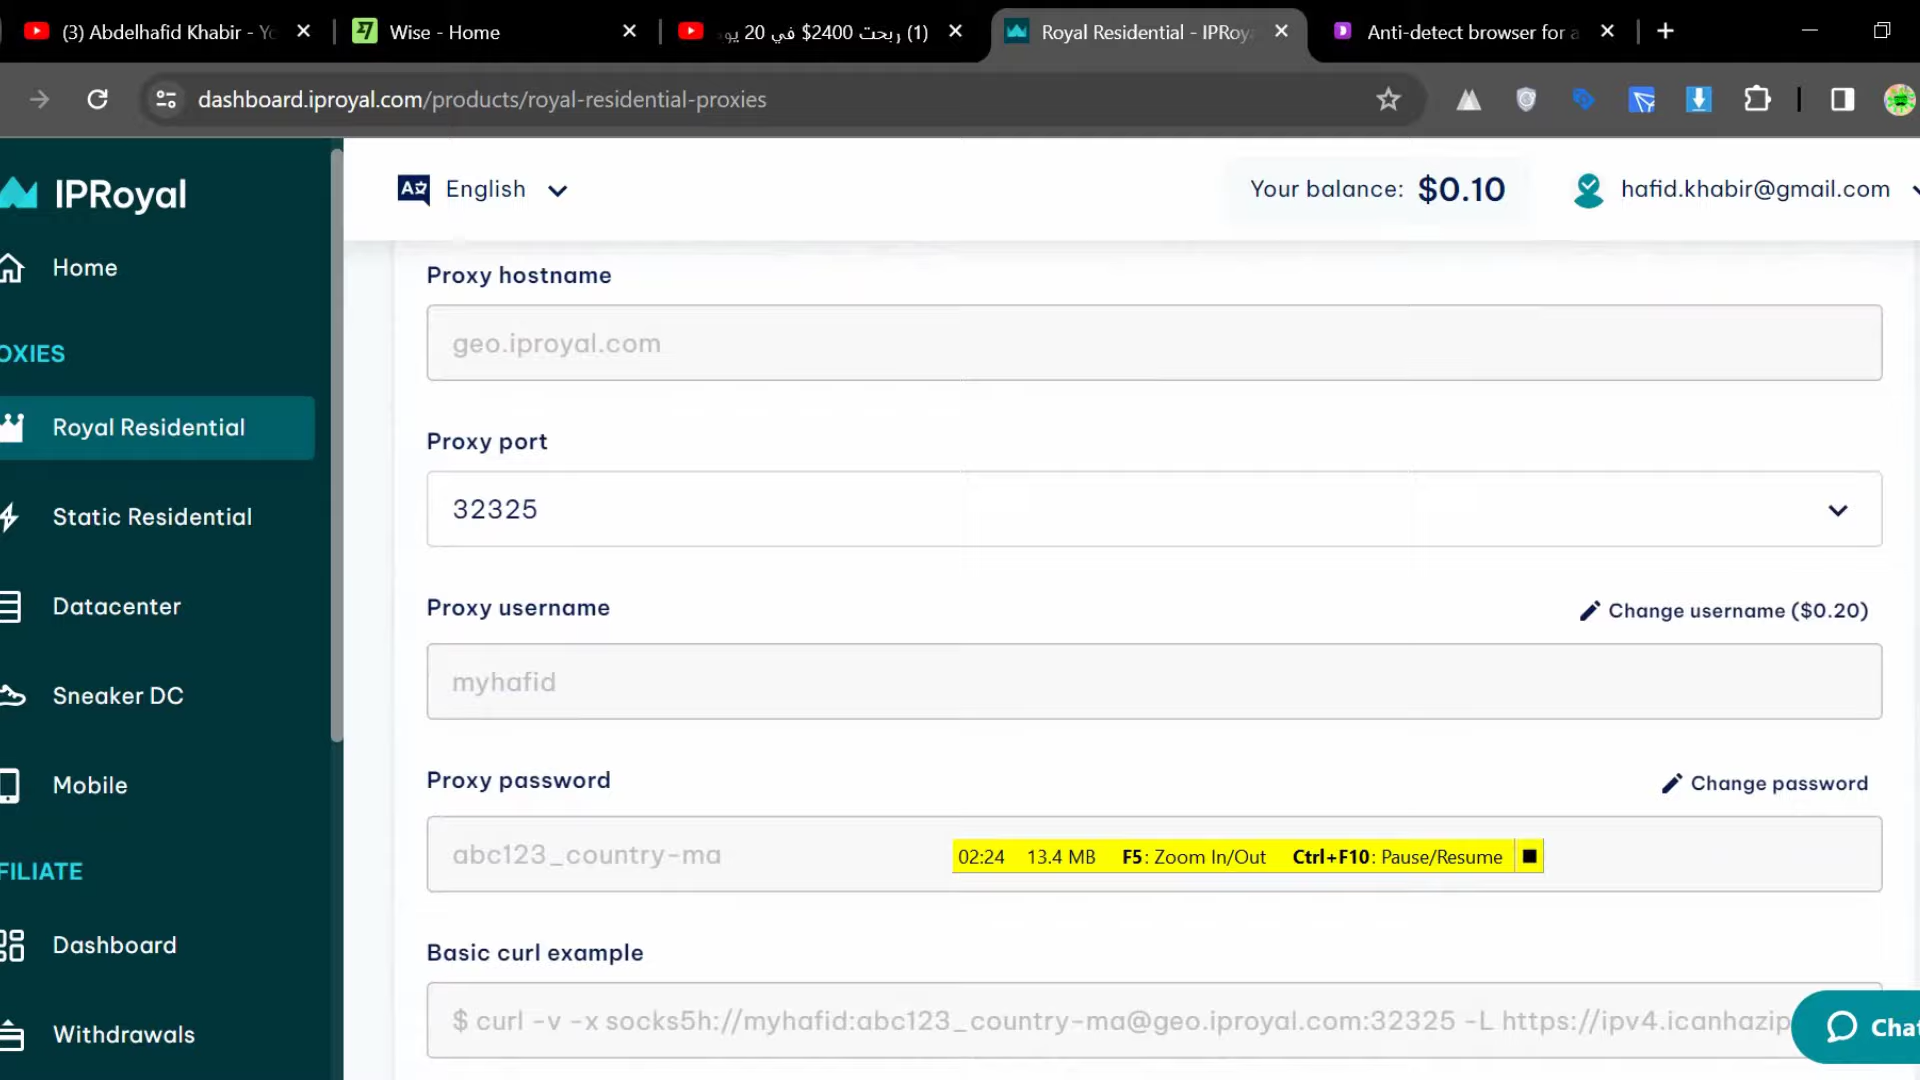 (3) Abdelhafid Khabir - Yo
Wise - Home
(1) ربحت 2400$ في 20 يو
Royal Residential - IPRoy
Anti-detect browser for a
dashboard.iproyal.com/products/royal-residential-proxies
IPRoyal
English
Your balance: $0.10
hafid.khabir@gmail.com
Home
OXIES
Royal Residential
Static Residential
Datacenter
Sneaker DC
Mobile
FILIATE
Dashboard
Withdrawals
Proxy hostname
geo.iproyal.com
Proxy port
32325
Proxy username
Change username ($0.20)
myhafid
Proxy password
Change password
abc123_country-ma
02:24 13.4 MB F5: Zoom In/Out Ctrl+F10: Pause/Resume
Basic curl example
$ curl -v -x socks5h://myhafid:abc123_country-ma@geo.iproyal.com:32325 -L https://ipv4.icanhazip
Chat